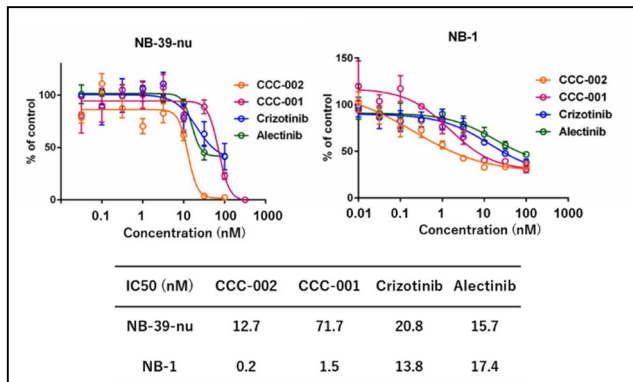 NB-39-nu
% of control
150
100
50
0
0.1 1 10 100 1000
Concentration (nM)
CCC-002
CCC-001
Crizotinib
Alectinib
NB-1
% of control
150
100
50
0
0.01 0.1 1 10 100 1000
Concentration (nM)
CCC-002
CCC-001
Crizotinib
Alectinib
IC50 (nM) CCC-002 CCC-001 Crizotinib Alectinib
NB-39-nu 12.7 71.7 20.8 15.7
NB-1 0.2 1.5 13.8 17.4